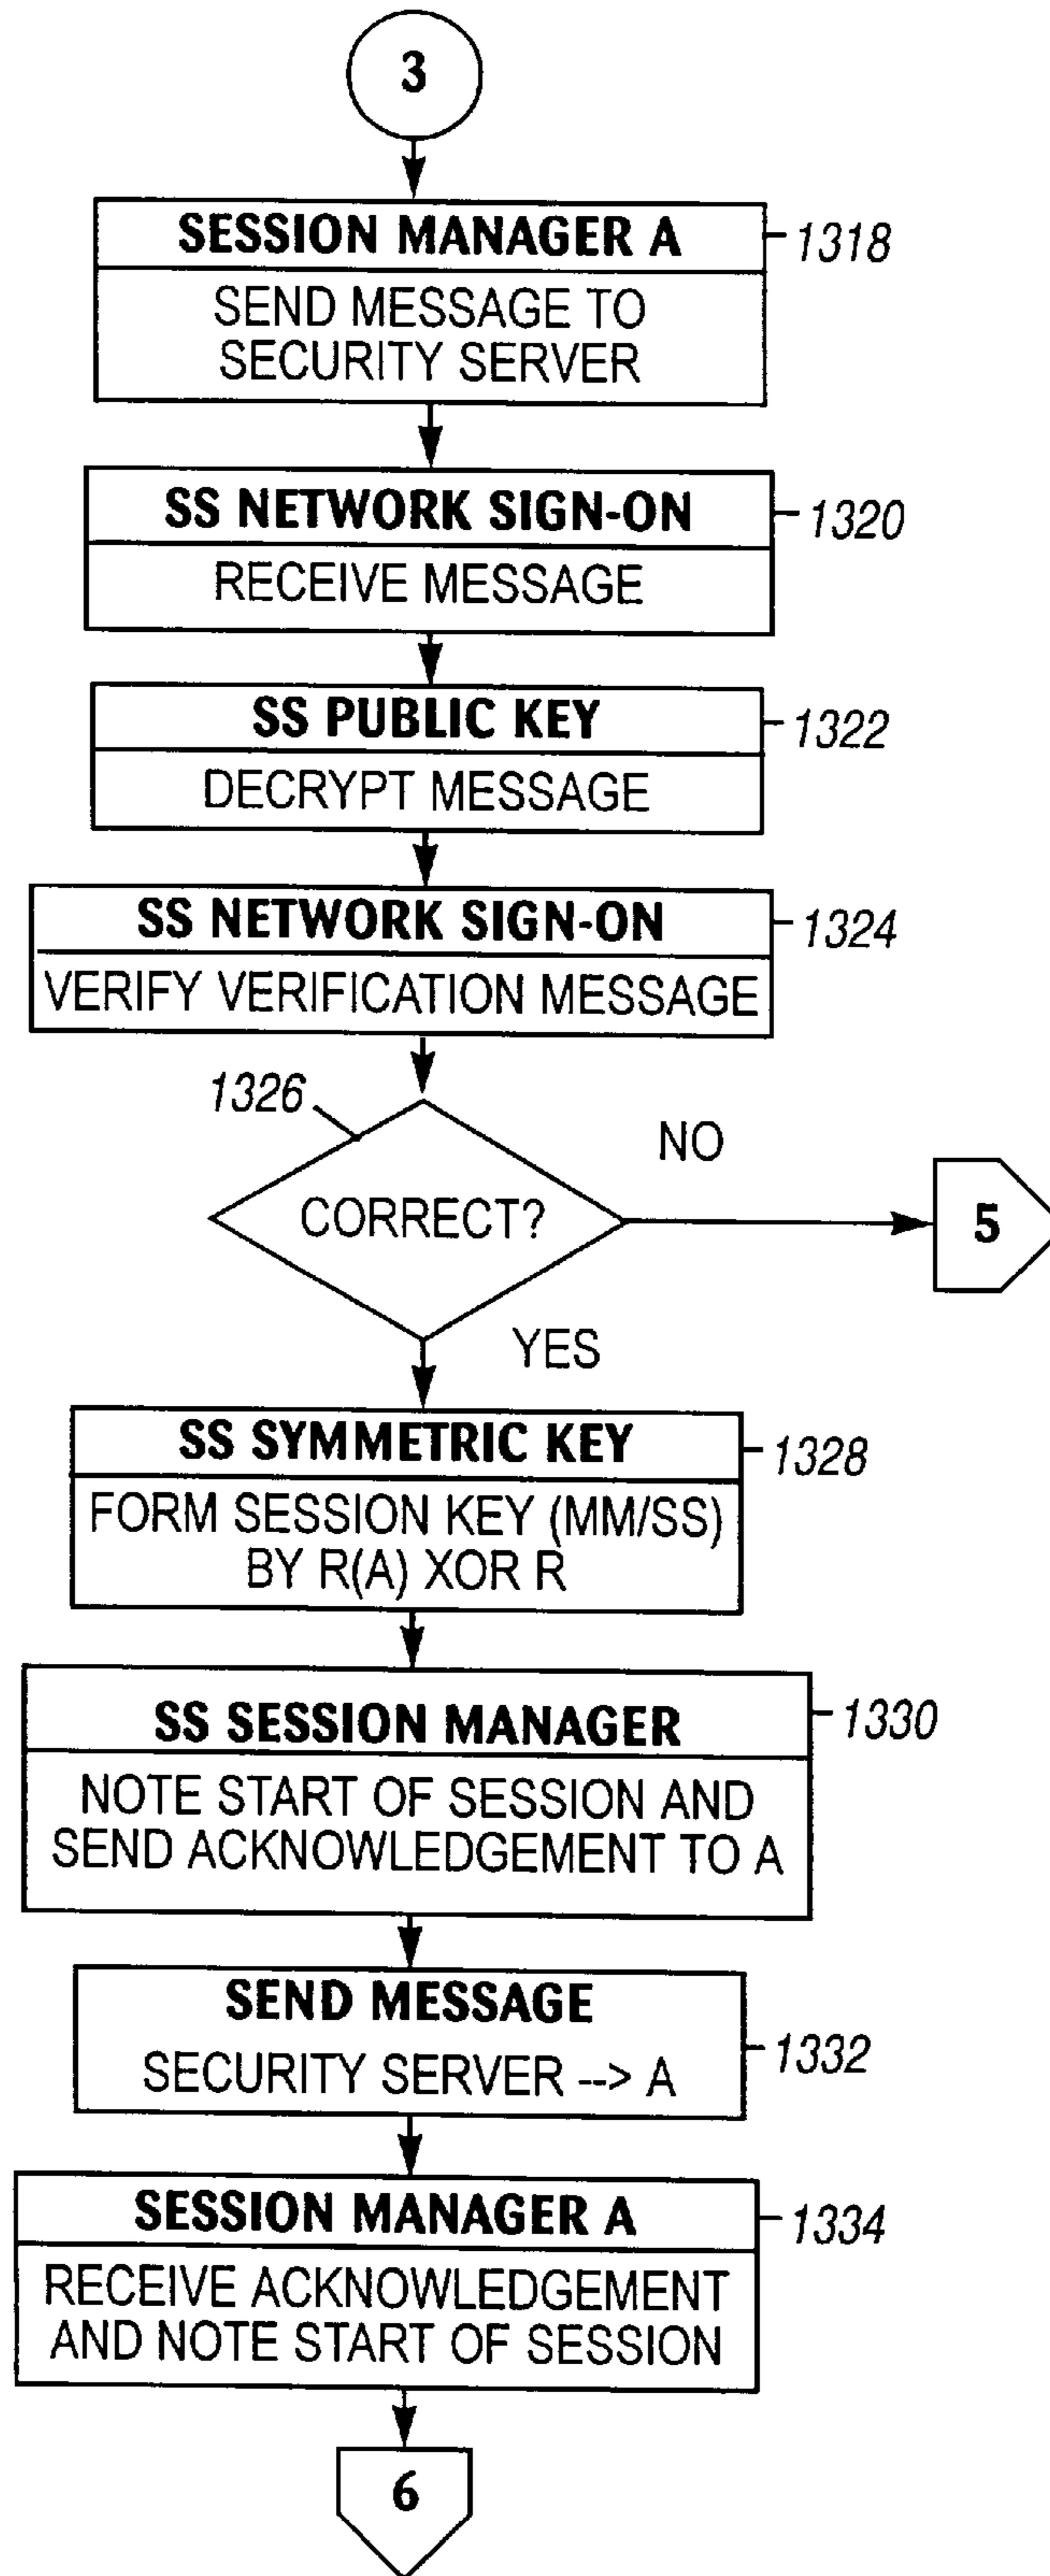 3
SESSION MANAGER A
1318
SEND MESSAGE TO
SECURITY SERVER
SS NETWORK SIGN-ON
1320
RECEIVE MESSAGE
SS PUBLIC KEY
1322
DECRYPT MESSAGE
SS NETWORK SIGN-ON
1324
VERIFY VERIFICATION MESSAGE
1326
NO
CORRECT?
5
YES
SS SYMMETRIC KEY
1328
FORM SESSION KEY (MM/SS)
BY R(A) XOR R
SS SESSION MANAGER
1330
NOTE START OF SESSION AND
SEND ACKNOWLEDGEMENT TO A
SEND MESSAGE
1332
SECURITY SERVER --> A
SESSION MANAGER A
1334
RECEIVE ACKNOWLEDGEMENT
AND NOTE START OF SESSION
6